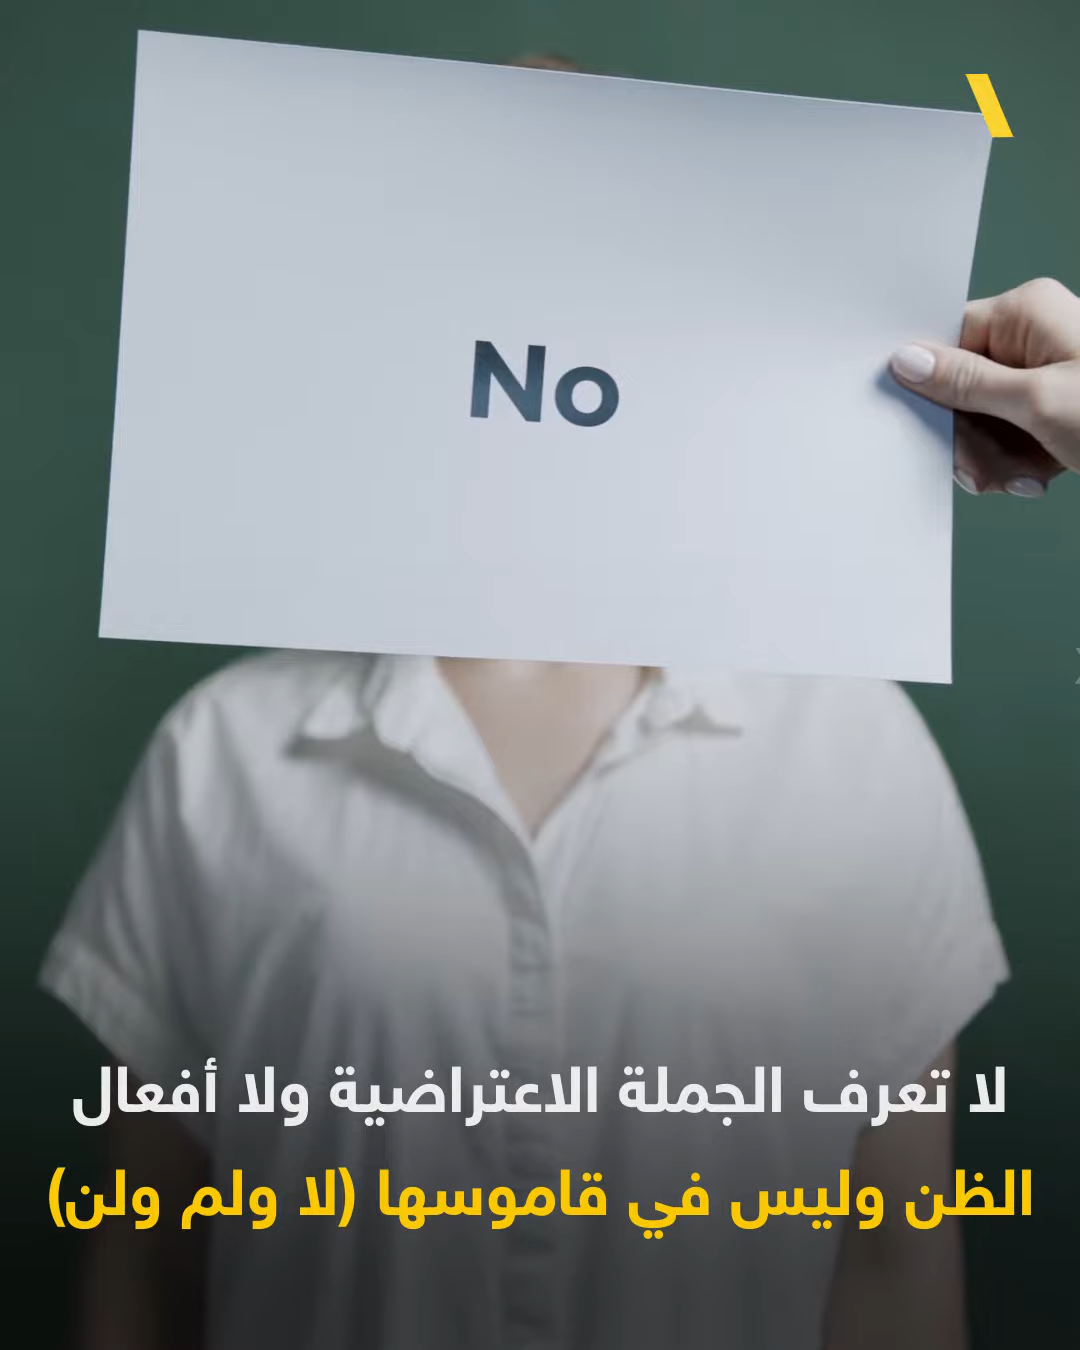 No
لا تعرف الجملة الاعتراضية ولا أفعال
الظن وليس في قاموسها (لا ولم ولن)